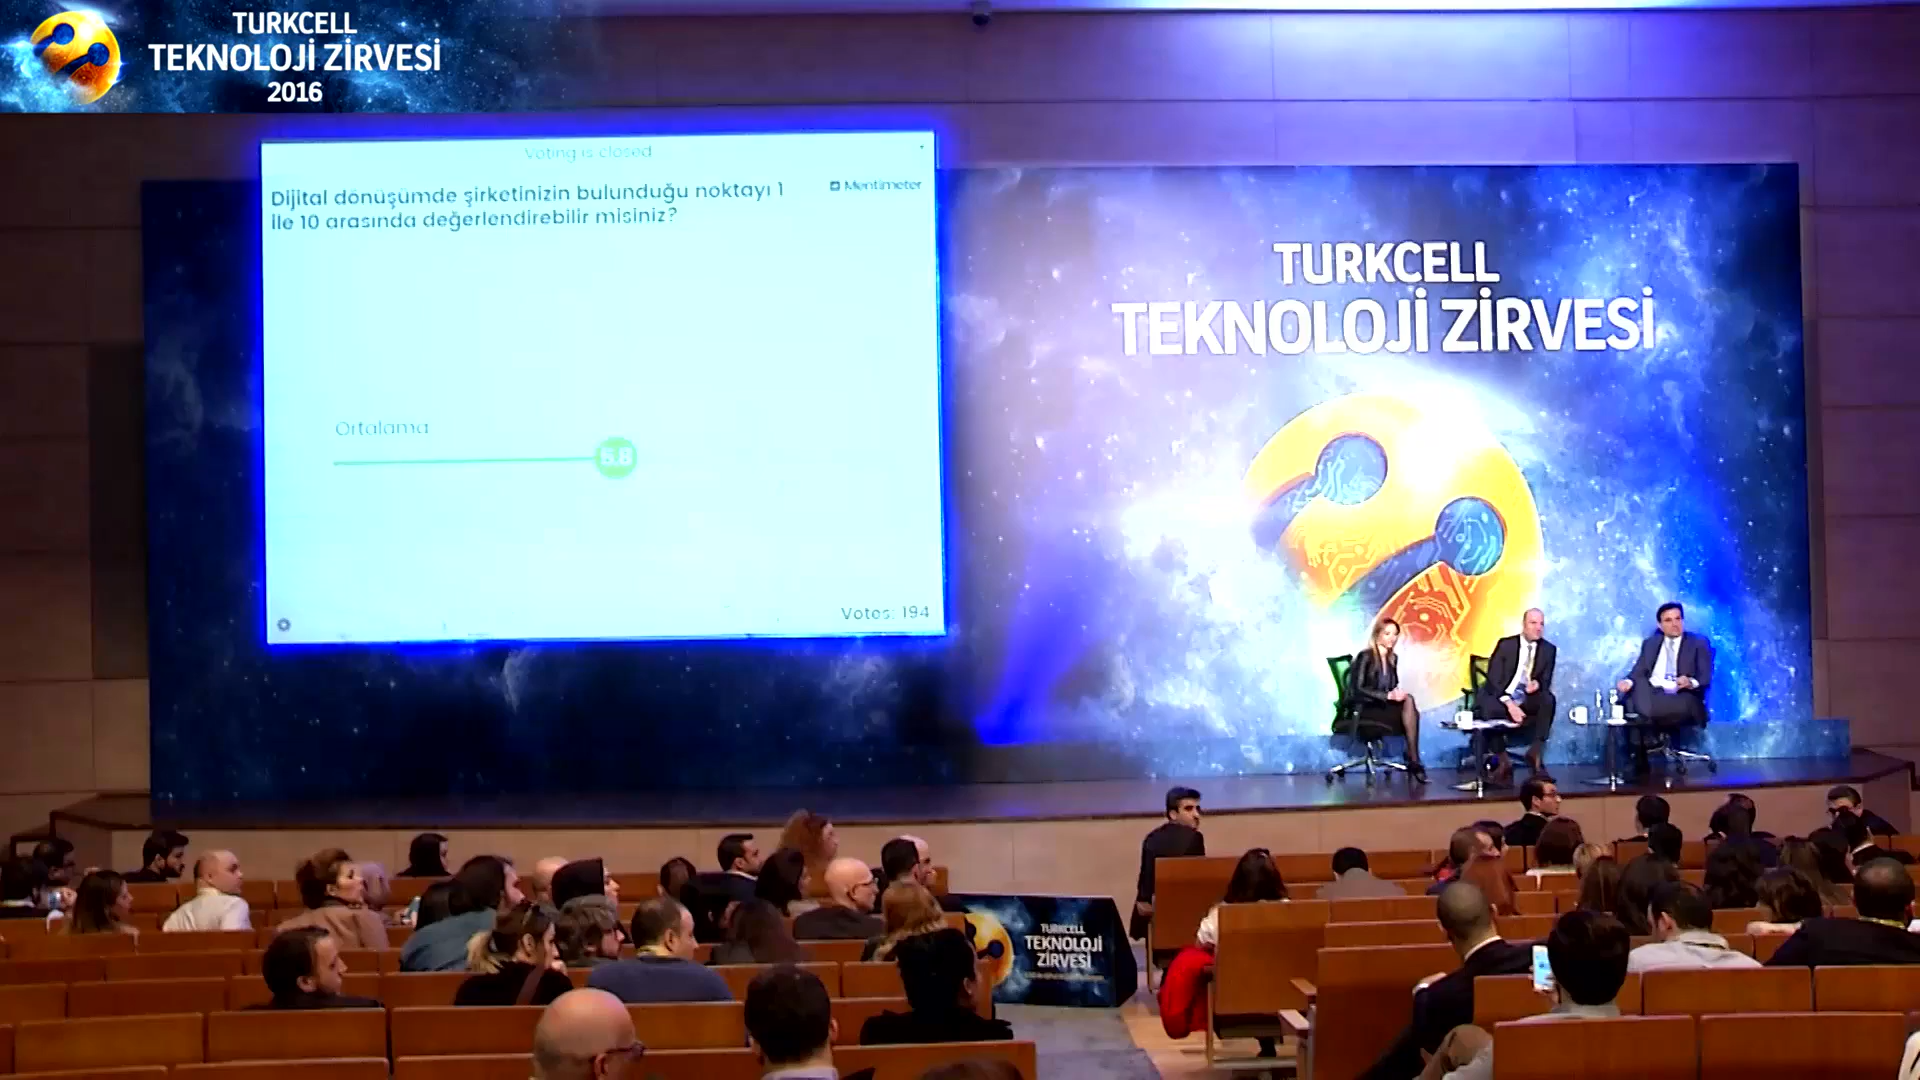 TURKCELL
TEKNOLOJİ ZİRVESİ
2016
Voting is closed
Dijital dönüşümde şirketinizin bulunduğu noktayı 1
ile 10 arasında değerlendirebilir misiniz?
Mentimeter
Ortalama
5.8
Votes: 194
TURKCELL
TEKNOLOJİ ZİRVESİ
TURKCELL
TEKNOLOJİ
ZİRVESİ